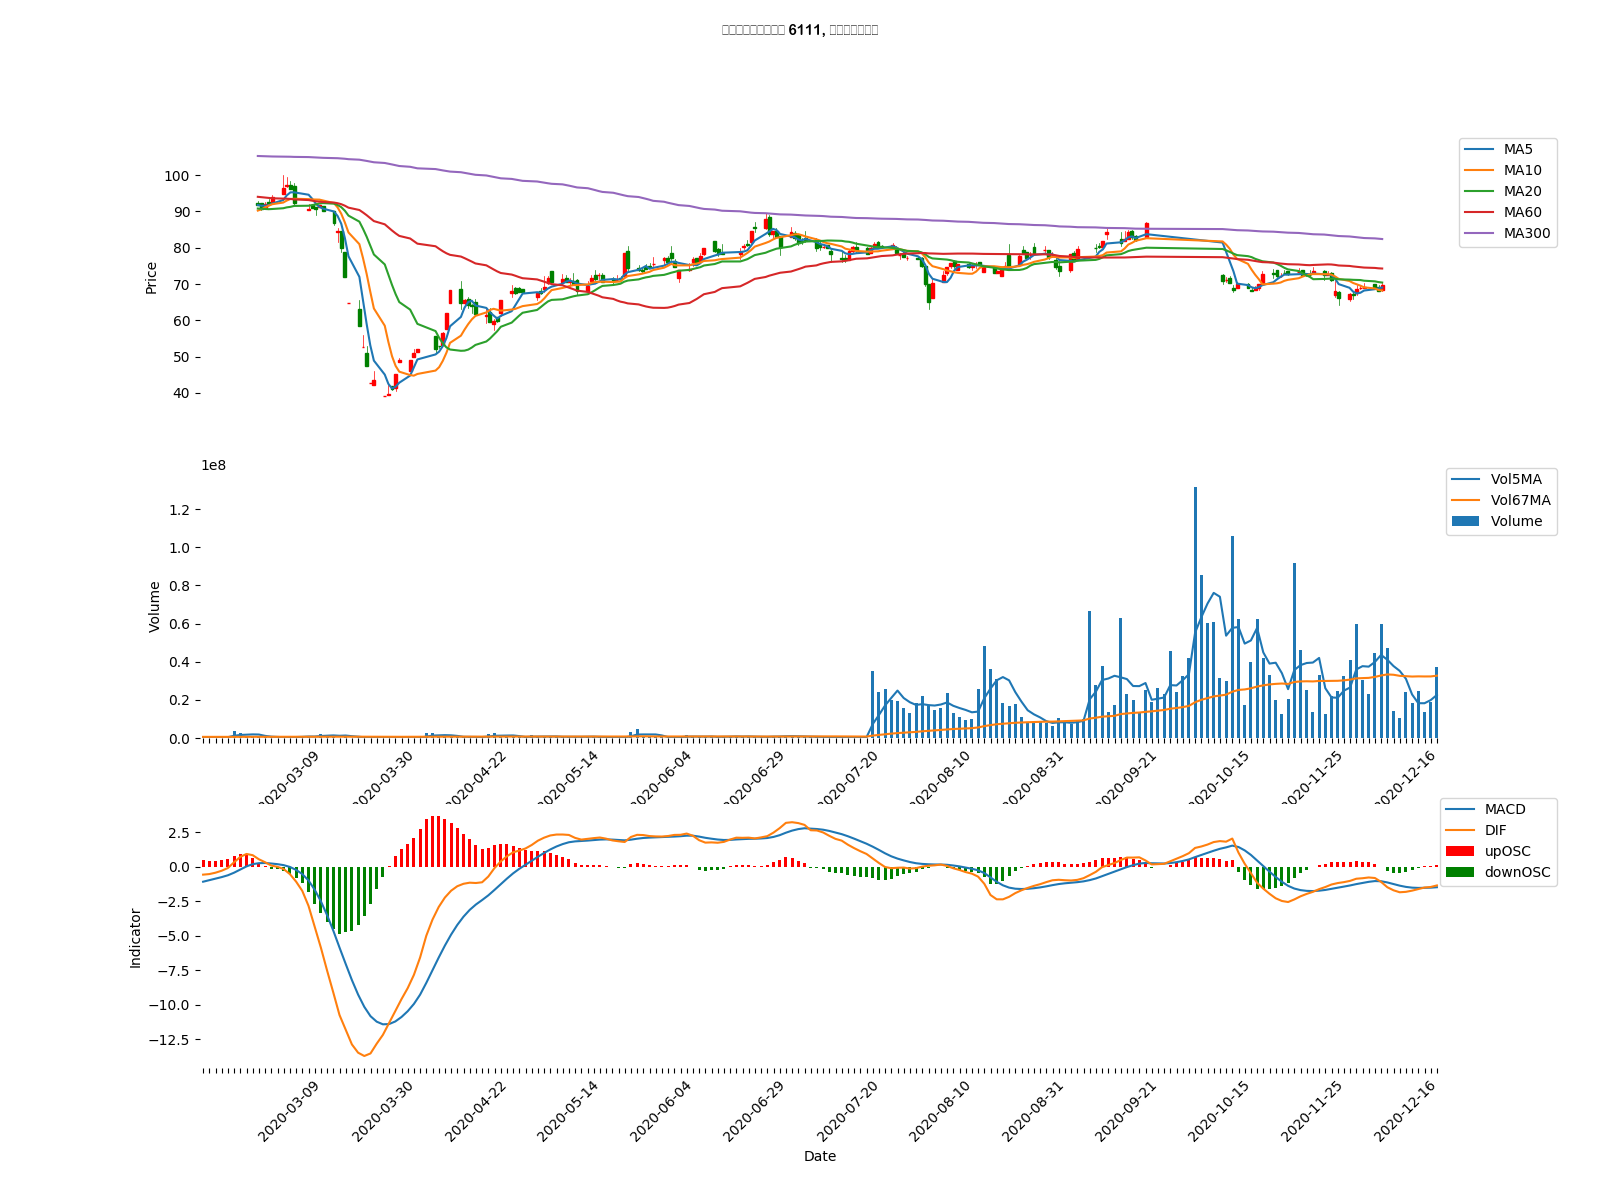 6111,
MA5
MA10
MA20
MA60
MA300
Price
100
90
80
70
60
50
40
1e8
Vol5MA
Vol67MA
Volume
Volume
1.2
1.0
0.8
0.6
0.4
0.2
0.0
2020-03-09 2020-03-30 2020-04-22 2020-05-14 2020-06-04 2020-06-29 2020-07-20 2020-08-10 2020-08-31 2020-09-21 2020-10-15 2020-11-25 2020-12-16
MACD
DIF
upOSC
downOSC
Indicator
2.5
0.0
−2.5
−5.0
−7.5
−10.0
−12.5
2020-03-09 2020-03-30 2020-04-22 2020-05-14 2020-06-04 2020-06-29 2020-07-20 2020-08-10 2020-08-31 2020-09-21 2020-10-15 2020-11-25 2020-12-16
Date